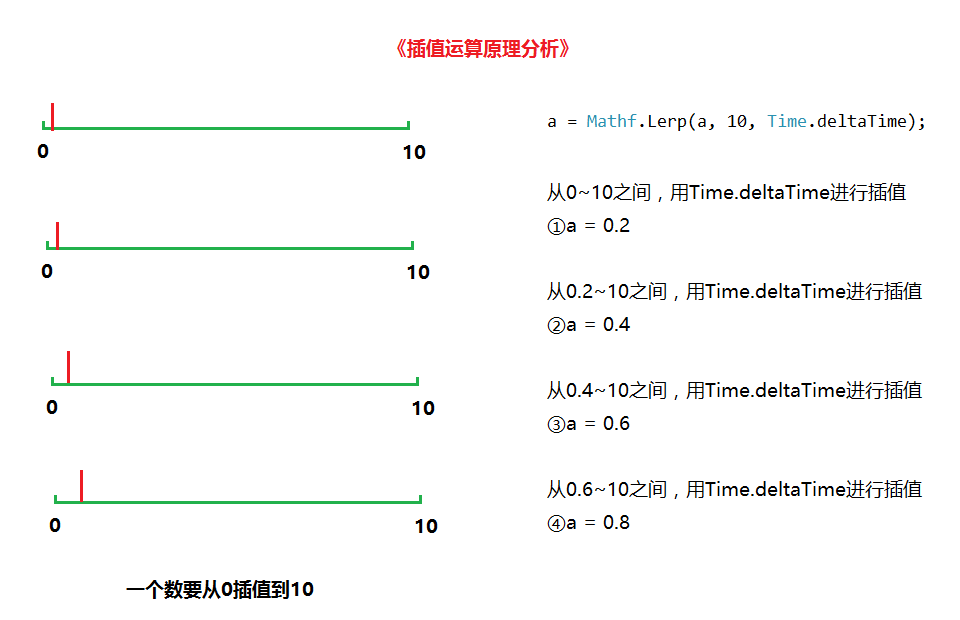 《插值运算原理分析》
0 10
0 10
0 10
0 10
一个数要从0插值到10
a = Mathf.Lerp(a, 10, Time.deltaTime);
从0~10之间，用Time.deltaTime进行插值
①a = 0.2
从0.2~10之间，用Time.deltaTime进行插值
②a = 0.4
从0.4~10之间，用Time.deltaTime进行插值
③a = 0.6
从0.6~10之间，用Time.deltaTime进行插值
④a = 0.8